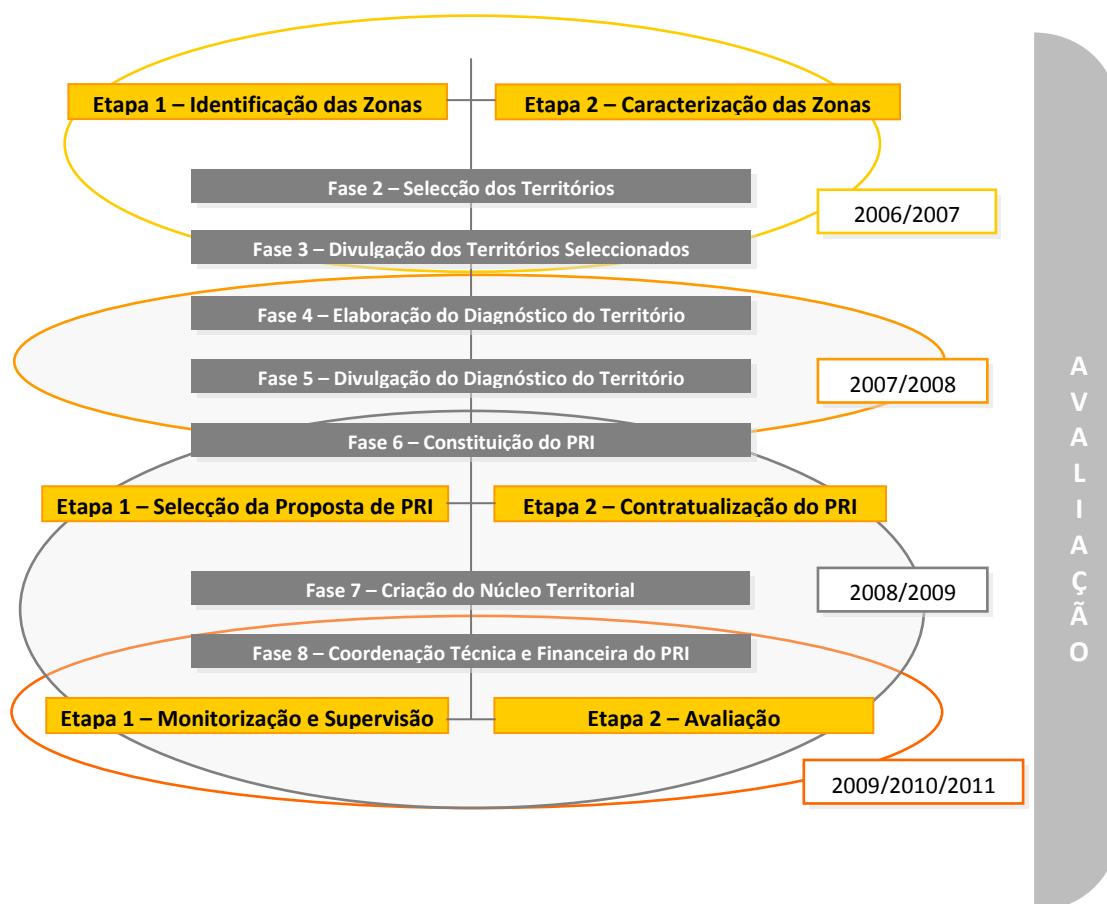 Etapa 1 – Identificação das Zonas
Etapa 2 – Caracterização das Zonas
Fase 2 – Selecção dos Territórios
2006/2007
Fase 3 – Divulgação dos Territórios Seleccionados
Fase 4 – Elaboração do Diagnóstico do Território
Fase 5 – Divulgação do Diagnóstico do Território
2007/2008
Fase 6 – Constituição do PRI
Etapa 1 – Selecção da Proposta de PRI
Etapa 2 – Contratualização do PRI
Fase 7 – Criação do Núcleo Territorial
2008/2009
Fase 8 – Coordenação Técnica e Financeira do PRI
Etapa 1 – Monitorização e Supervisão
Etapa 2 – Avaliação
2009/2010/2011
AVALIAÇÃO